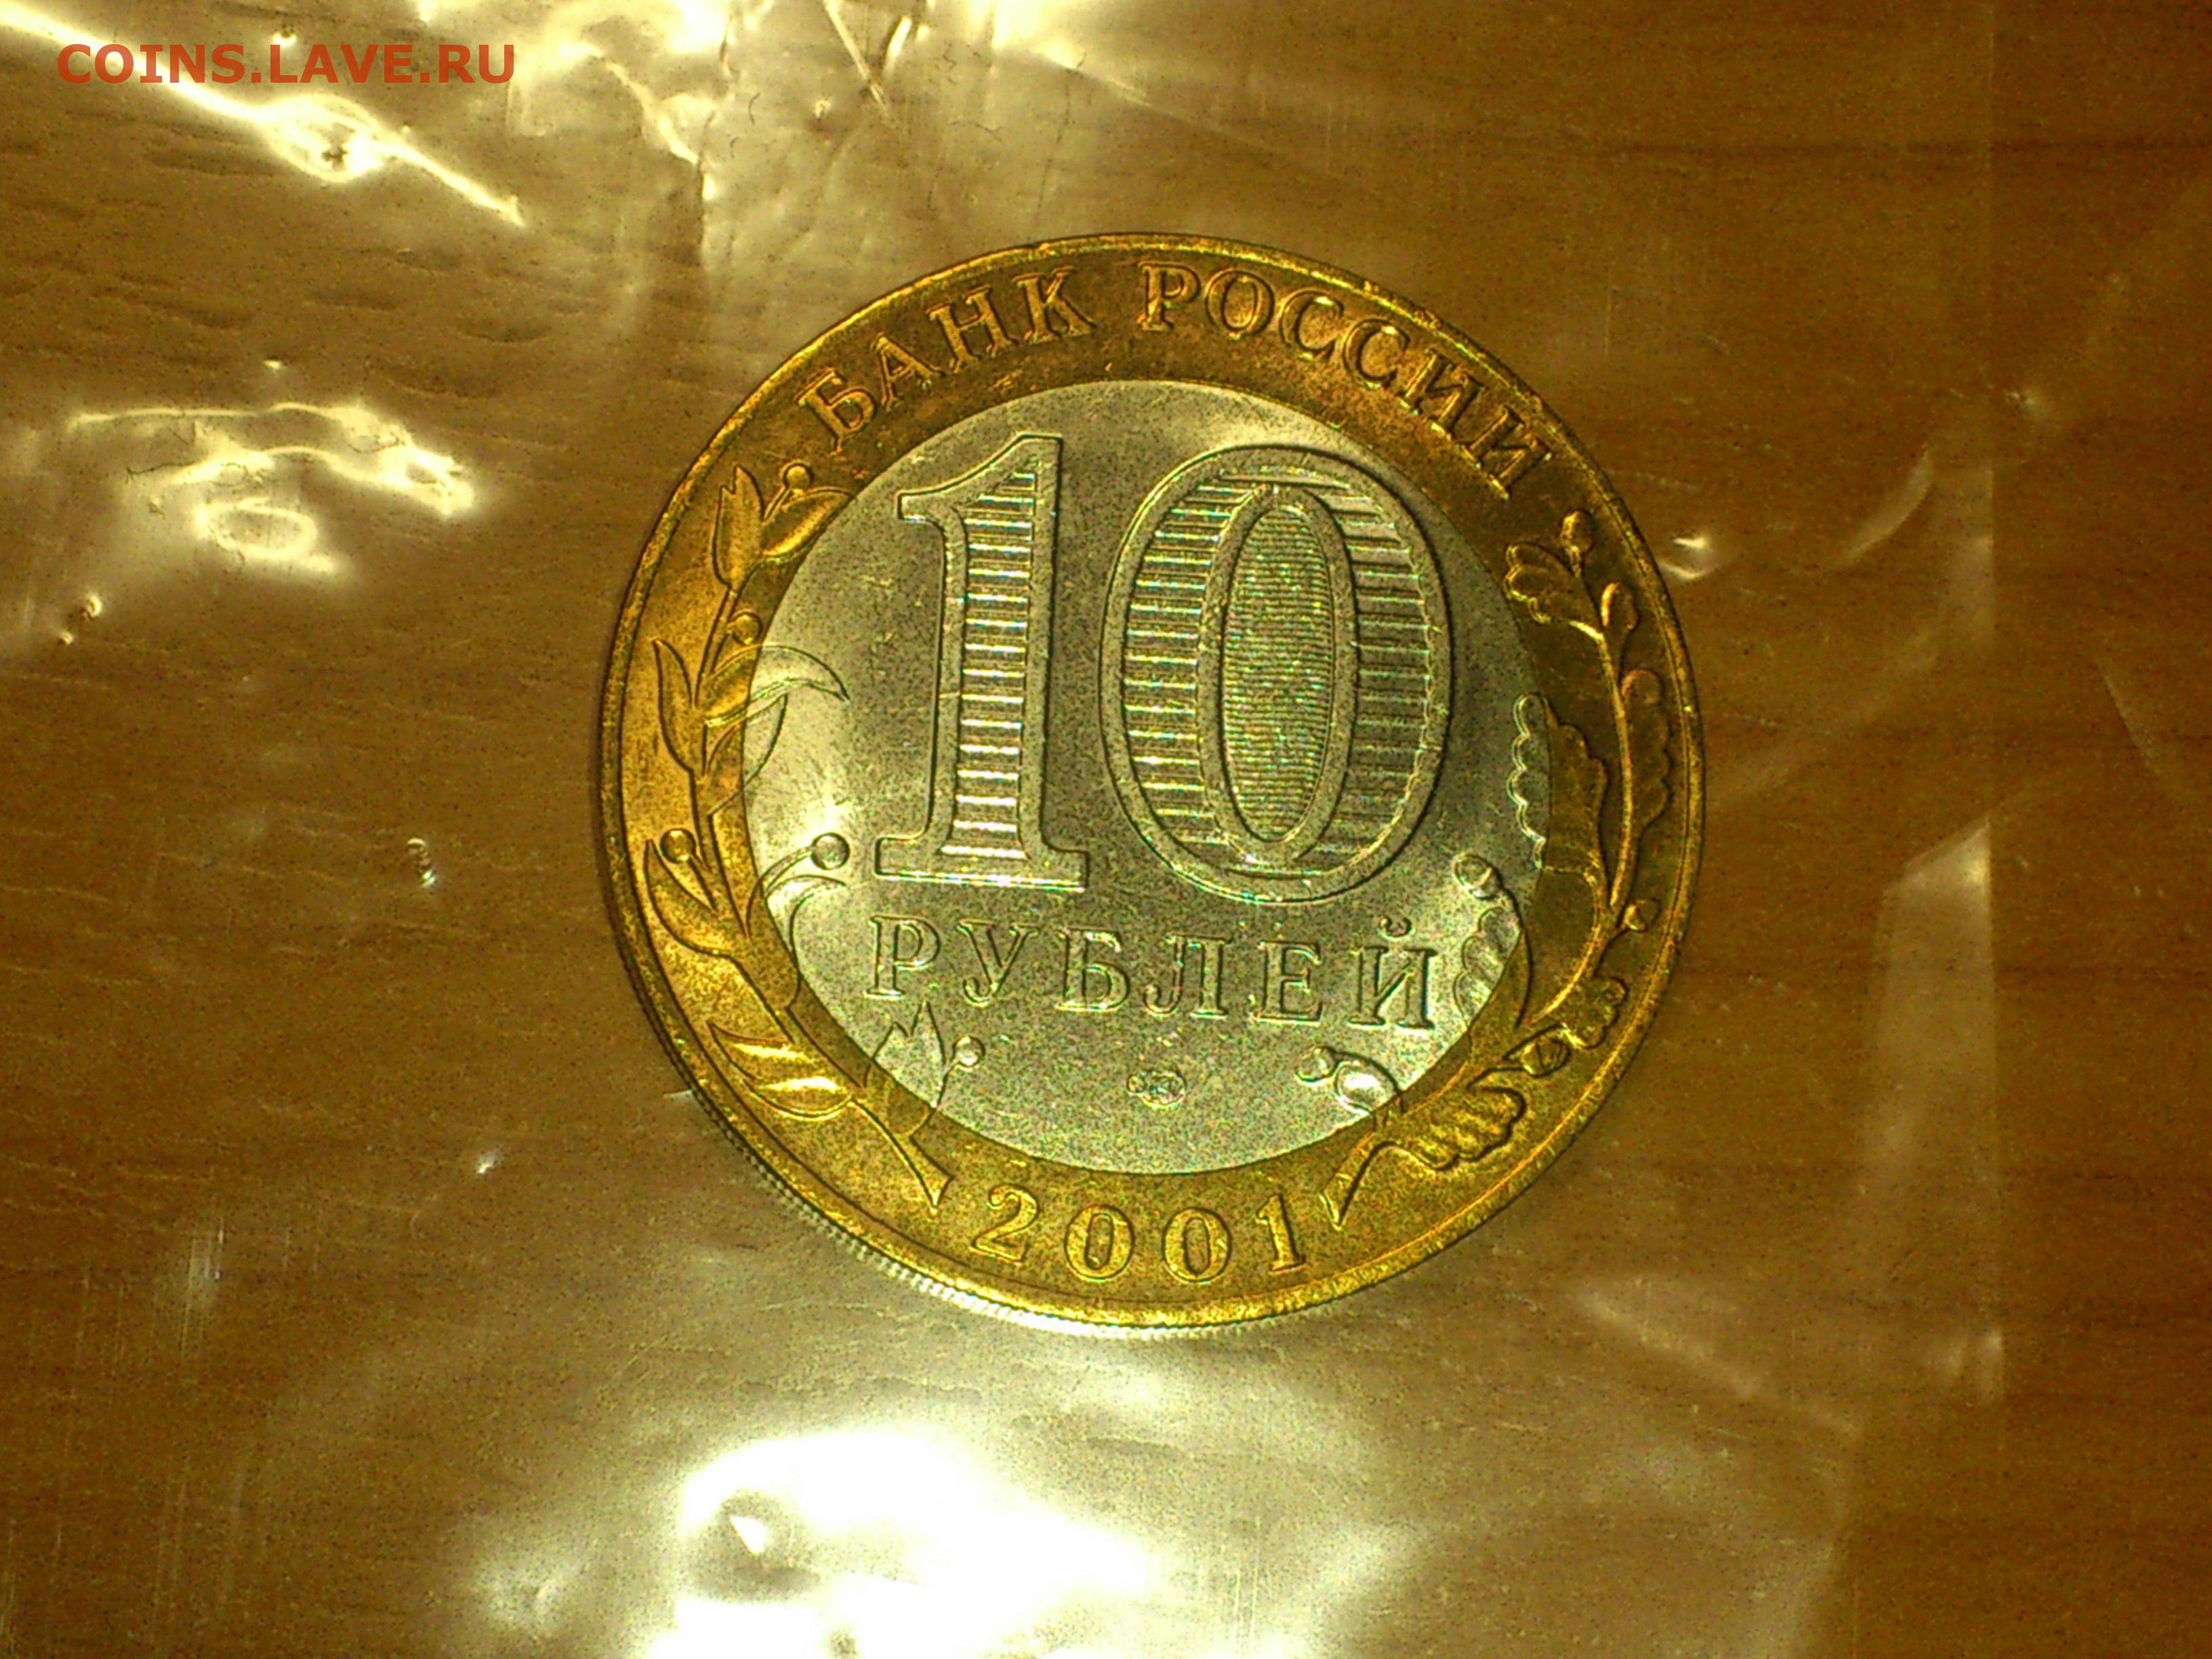 COINS.LAVE.RU
БАНК РОССИИ
10
РУБЛЕЙ
2001